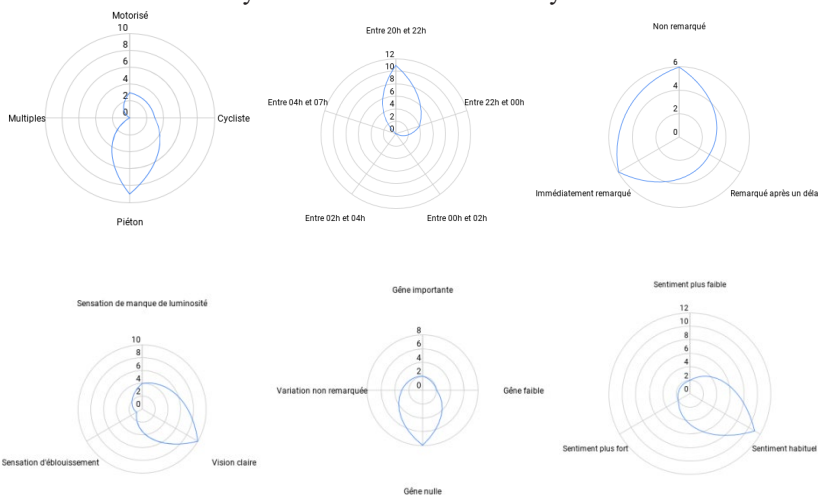 Motorisé
10
8
6
4
2
0
Multiples
Cycliste
Piéton
Entre 20h et 22h
12
10
8
6
4
2
0
Entre 04h et 07h
Entre 22h et 00h
Entre 02h et 04h
Entre 00h et 02h
Non remarqué
6
4
2
0
Immédiatement remarqué
Remarqué après un déla
Sensation de manque de luminosité
10
8
6
4
2
0
Sensation d'éblouissement
Vision claire
Gêne importante
8
6
4
2
0
Variation non remarquée
Gêne faible
Gêne nulle
Sentiment plus faible
12
10
8
6
4
2
0
Sentiment plus fort
Sentiment habituel